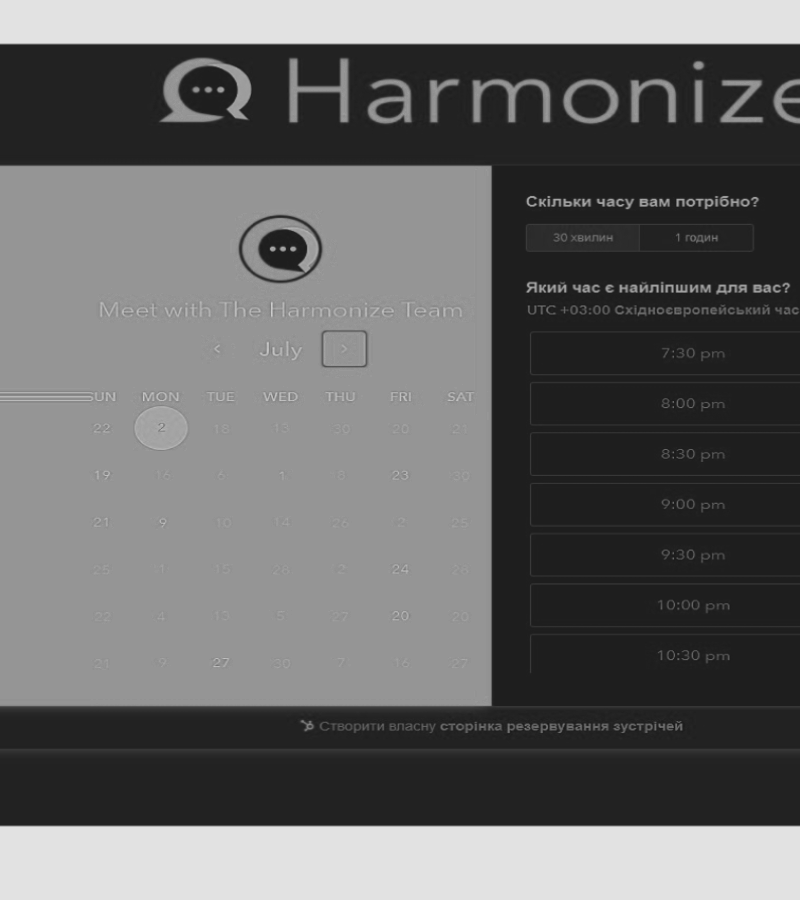 Harmonize
Meet with The Harmonize Team
July
SUN MON TUE WED THU FRI SAT
22 2 18 13 30 20 21
19 16 6 1 8 23 30
21 9 10 14 26 2 25
25 1 15 28 2 24 26
22 4 13 5 27 20 20
21 9 27 30 7 16 27
Скільки часу вам потрібно?
30 хвилин 1 годин
Який час є найліпшим для вас?
UTC +03:00 Східноєвропейський час
7:30 pm
8:00 pm
8:30 pm
9:00 pm
9:30 pm
10:00 pm
10:30 pm
Створити власну сторінка резервування зустрічей